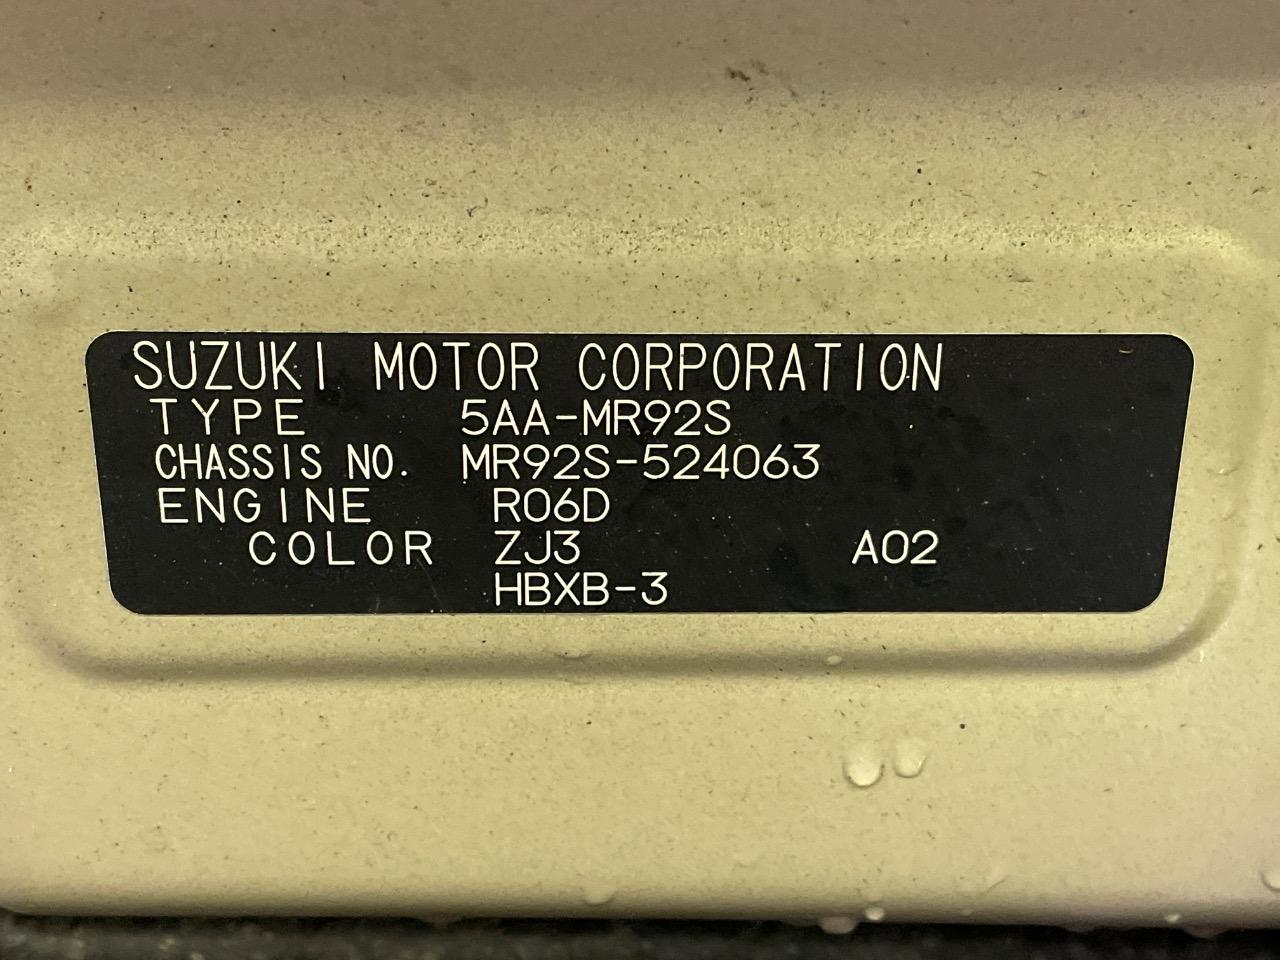 SUZUKI MOTOR CORPORATION
TYPE 5AA-MR92S
CHASSIS NO. MR92S-524063
ENGINE R06D
COLOR ZJ3 A02
HBXB-3